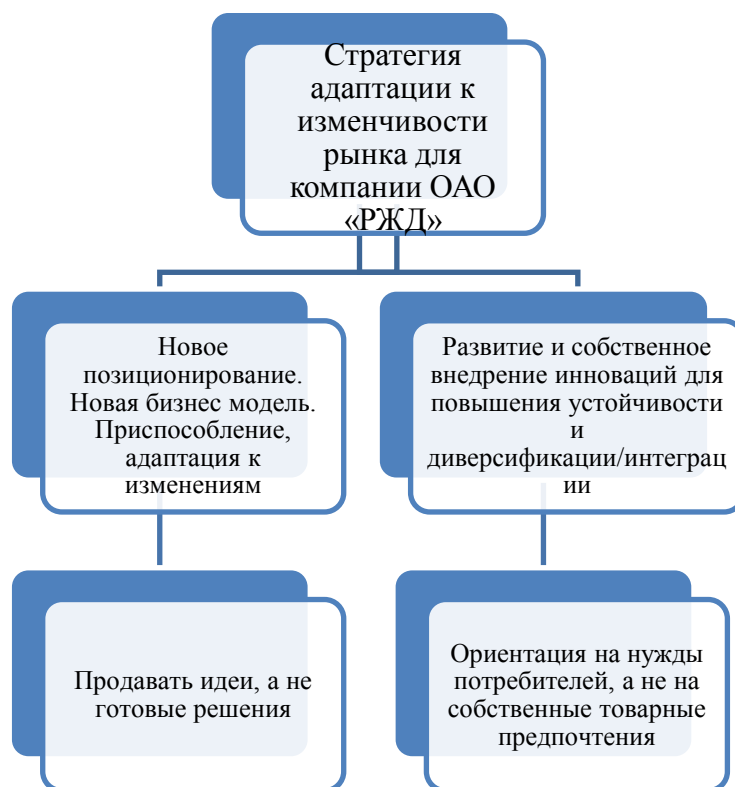 Стратегия
адаптации к
изменчивости
рынка для
компании ОАО
«РЖД»
Новое
позиционирование.
Новая бизнес модель.
Приспособление,
адаптация к
изменениям
Развитие и собственное
внедрение инноваций для
повышения устойчивости
и
диверсификации/интеграц
ии
Продавать идеи, а не
готовые решения
Ориентация на нужды
потребителей, а не на
собственные товарные
предпочтения